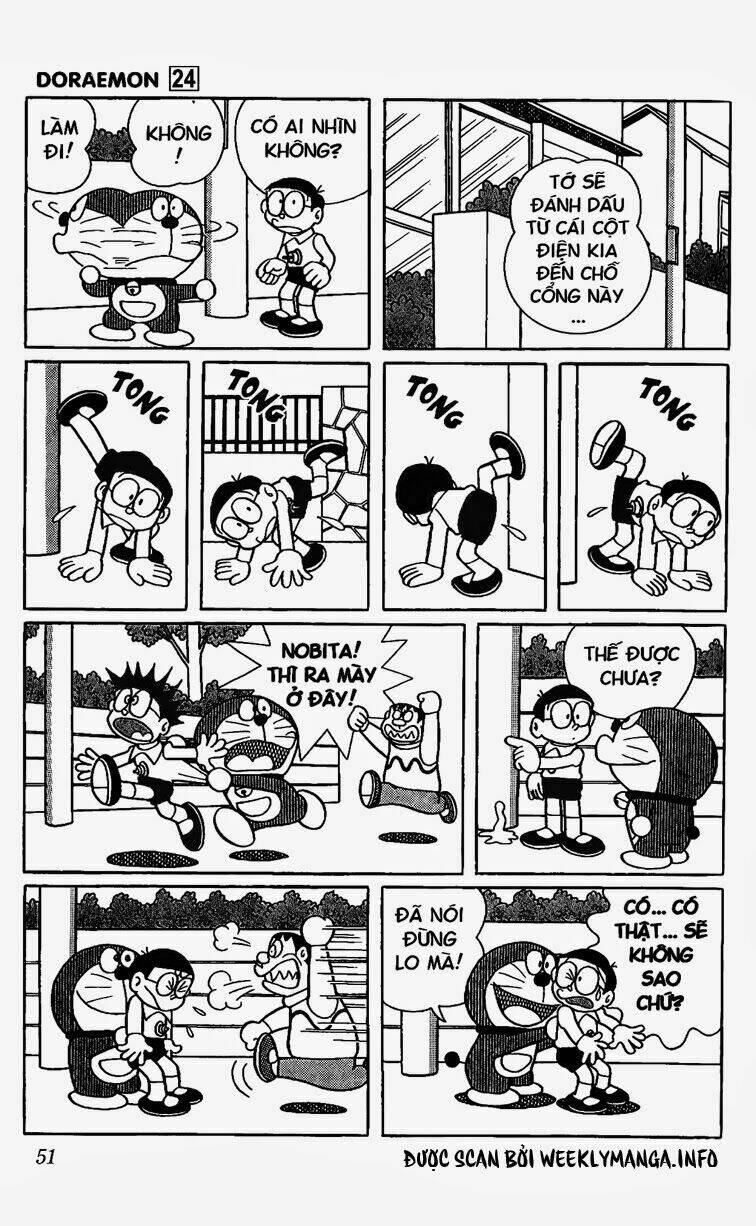 DORAEMON 24
LÀM
ĐI!
KHÔNG
!
CÓ AI NHÌN
KHÔNG?
TỚ SẼ
ĐÁNH DẤU
TỪ CÁI CỘT
ĐIỆN KIA
ĐẾN CHỖ
CỔNG NÀY
...
TONG
TONG
TONG
TONG
NOBITA!
THÌ RA MÀY
Ở ĐÂY!
THẾ ĐƯỢC
CHƯA?
ĐÃ NÓI
ĐỪNG
LO MÀ!
CÓ... CÓ
THẬT... SẼ
KHÔNG
SAO
CHỨ?
51
ĐƯỢC SCAN BỞI WEEKLYMANGA.INFO